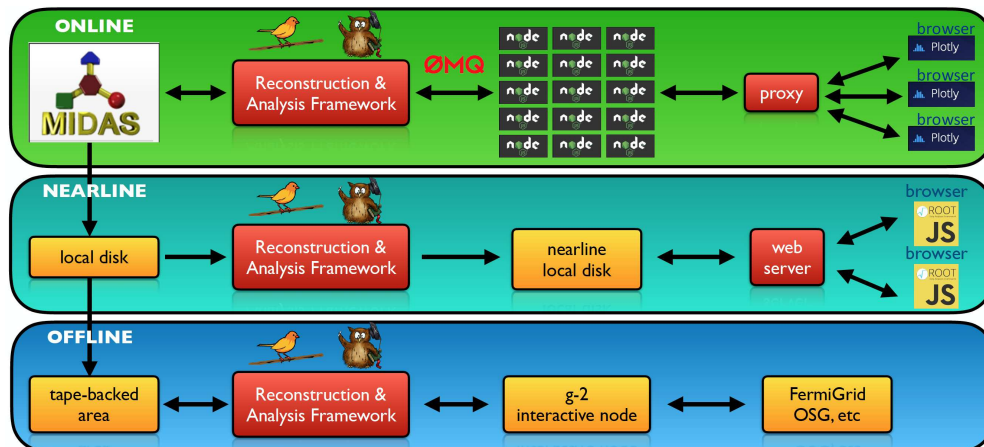 ONLINE
MIDAS
Reconstruction &
Analysis Framework
ØMQ
node node node
node node node
node node node
node node node
node node node
proxy
browser
Plotly
browser
Plotly
browser
Plotly
NEARLINE
local disk
Reconstruction &
Analysis Framework
nearline
local disk
web
server
browser
ROOT
JS
browser
ROOT
JS
OFFLINE
tape-backed
area
Reconstruction &
Analysis Framework
g-2
interactive node
FermiGrid
OSG, etc